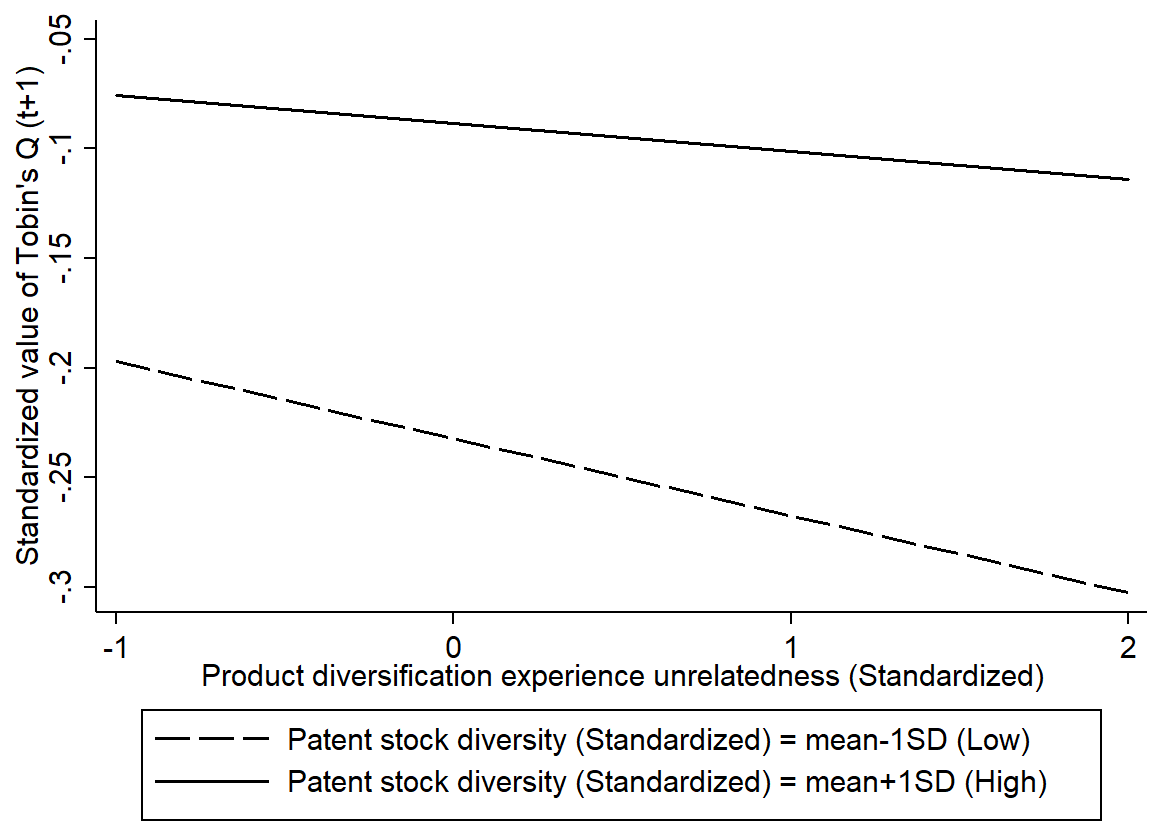 Standardized value of Tobin's Q (t+1)
-.05
-.1
-.15
-.2
-.25
-.3
-1 0 1 2
Product diversification experience unrelatedness (Standardized)
Patent stock diversity (Standardized) = mean-1SD (Low)
Patent stock diversity (Standardized) = mean+1SD (High)